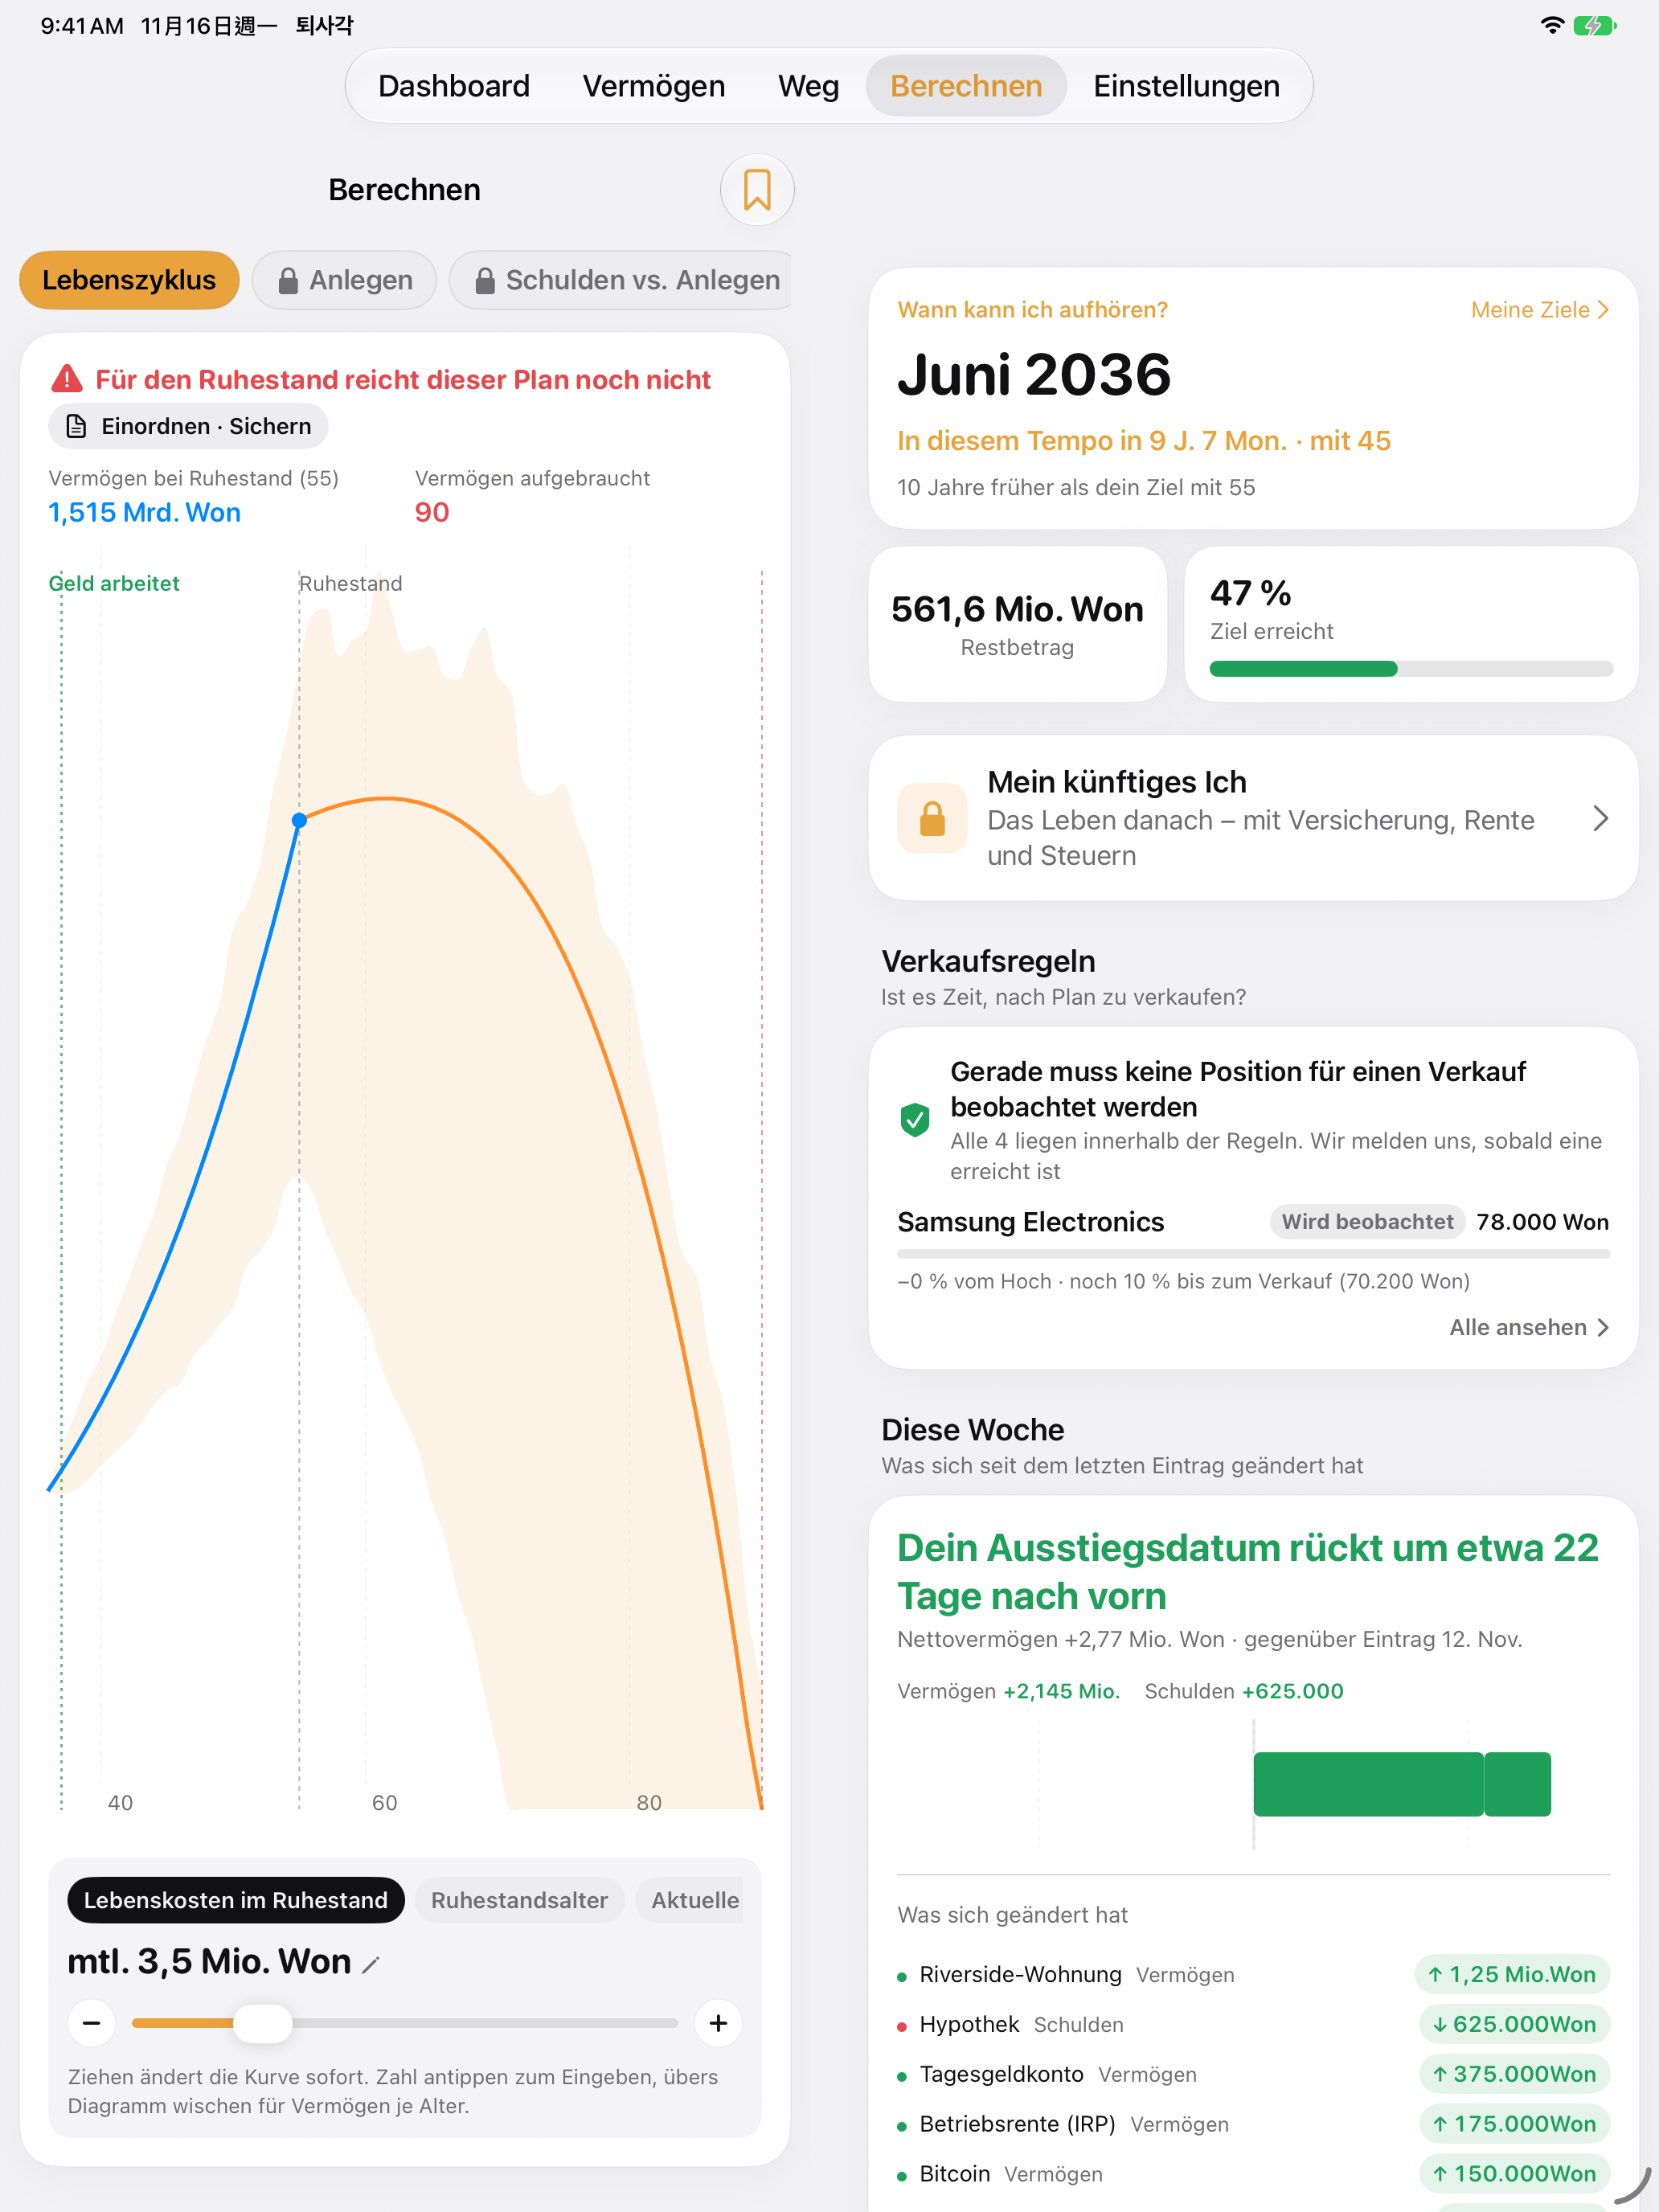 9:41 AM 11月16日週一 퇴사각
Dashboard Vermögen Weg Berechnen Einstellungen
Berechnen
Lebenszyklus Anlegen Schulden vs. Anlegen
Für den Ruhestand reicht dieser Plan noch nicht
Einordnen · Sichern
Vermögen bei Ruhestand (55) Vermögen aufgebraucht
1,515 Mrd. Won 90
Geld arbeitet Ruhestand
40 60 80
Lebenskosten im Ruhestand Ruhestandsalter Aktuelle
mtl. 3,5 Mio. Won
Ziehen ändert die Kurve sofort. Zahl antippen zum Eingeben, übers
Diagramm wischen für Vermögen je Alter.
Wann kann ich aufhören? Meine Ziele
Juni 2036
In diesem Tempo in 9 J. 7 Mon. · mit 45
10 Jahre früher als dein Ziel mit 55
561,6 Mio. Won
Restbetrag
47 %
Ziel erreicht
Mein künftiges Ich
Das Leben danach – mit Versicherung, Rente
und Steuern
Verkaufsregeln
Ist es Zeit, nach Plan zu verkaufen?
Gerade muss keine Position für einen Verkauf
beobachtet werden
Alle 4 liegen innerhalb der Regeln. Wir melden uns, sobald eine
erreicht ist
Samsung Electronics Wird beobachtet 78.000 Won
−0 % vom Hoch · noch 10 % bis zum Verkauf (70.200 Won)
Alle ansehen
Diese Woche
Was sich seit dem letzten Eintrag geändert hat
Dein Ausstiegsdatum rückt um etwa 22
Tage nach vorn
Nettovermögen +2,77 Mio. Won · gegenüber Eintrag 12. Nov.
Vermögen +2,145 Mio. Schulden +625.000
Was sich geändert hat
Riverside-Wohnung Vermögen ↑ 1,25 Mio.Won
Hypothek Schulden ↓ 625.000Won
Tagesgeldkonto Vermögen ↑ 375.000Won
Betriebsrente (IRP) Vermögen ↑ 175.000Won
Bitcoin Vermögen ↑ 150.000Won